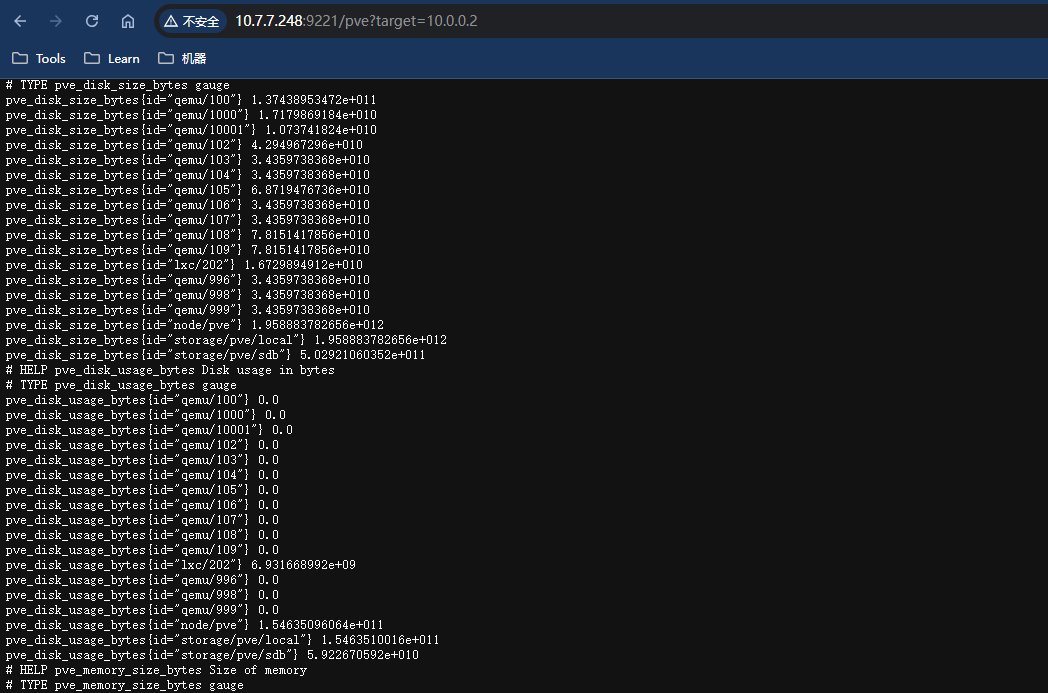 不安全 10.7.7.248:9221/pve?target=10.0.0.2
Tools Learn 机器
# TYPE pve_disk_size_bytes gauge
pve_disk_size_bytes{id="qemu/100"} 1.37438953472e+011
pve_disk_size_bytes{id="qemu/1000"} 1.7179869184e+010
pve_disk_size_bytes{id="qemu/10001"} 1.073741824e+010
pve_disk_size_bytes{id="qemu/102"} 4.294967296e+010
pve_disk_size_bytes{id="qemu/103"} 3.4359738368e+010
pve_disk_size_bytes{id="qemu/104"} 3.4359738368e+010
pve_disk_size_bytes{id="qemu/105"} 6.8719476736e+010
pve_disk_size_bytes{id="qemu/106"} 3.4359738368e+010
pve_disk_size_bytes{id="qemu/107"} 3.4359738368e+010
pve_disk_size_bytes{id="qemu/108"} 7.8151417856e+010
pve_disk_size_bytes{id="qemu/109"} 7.8151417856e+010
pve_disk_size_bytes{id="lxc/202"} 1.6729894912e+010
pve_disk_size_bytes{id="qemu/996"} 3.4359738368e+010
pve_disk_size_bytes{id="qemu/998"} 3.4359738368e+010
pve_disk_size_bytes{id="qemu/999"} 3.4359738368e+010
pve_disk_size_bytes{id="node/pve"} 1.958883782656e+012
pve_disk_size_bytes{id="storage/pve/local"} 1.958883782656e+012
pve_disk_size_bytes{id="storage/pve/sdb"} 5.02921060352e+011
# HELP pve_disk_usage_bytes Disk usage in bytes
# TYPE pve_disk_usage_bytes gauge
pve_disk_usage_bytes{id="qemu/100"} 0.0
pve_disk_usage_bytes{id="qemu/1000"} 0.0
pve_disk_usage_bytes{id="qemu/10001"} 0.0
pve_disk_usage_bytes{id="qemu/102"} 0.0
pve_disk_usage_bytes{id="qemu/103"} 0.0
pve_disk_usage_bytes{id="qemu/104"} 0.0
pve_disk_usage_bytes{id="qemu/105"} 0.0
pve_disk_usage_bytes{id="qemu/106"} 0.0
pve_disk_usage_bytes{id="qemu/107"} 0.0
pve_disk_usage_bytes{id="qemu/108"} 0.0
pve_disk_usage_bytes{id="qemu/109"} 0.0
pve_disk_usage_bytes{id="lxc/202"} 6.931668992e+09
pve_disk_usage_bytes{id="qemu/996"} 0.0
pve_disk_usage_bytes{id="qemu/998"} 0.0
pve_disk_usage_bytes{id="qemu/999"} 0.0
pve_disk_usage_bytes{id="node/pve"} 1.54635096064e+011
pve_disk_usage_bytes{id="storage/pve/local"} 1.5463510016e+011
pve_disk_usage_bytes{id="storage/pve/sdb"} 5.922670592e+010
# HELP pve_memory_size_bytes Size of memory
# TYPE pve_memory_size_bytes gauge